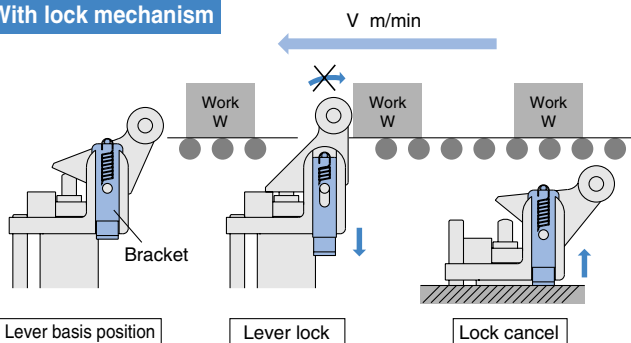 With lock mechanism
V m/min
Work
W
Work
W
Work
W
Bracket
Lever basis position
Lever lock
Lock cancel